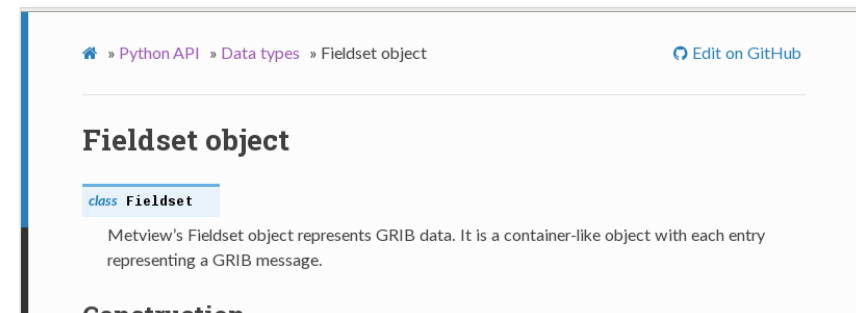 » Python API » Data types » Fieldset object
Edit on GitHub
Fieldset object
class Fieldset
Metview's Fieldset object represents GRIB data. It is a container-like object with each entry
representing a GRIB message.
Construction